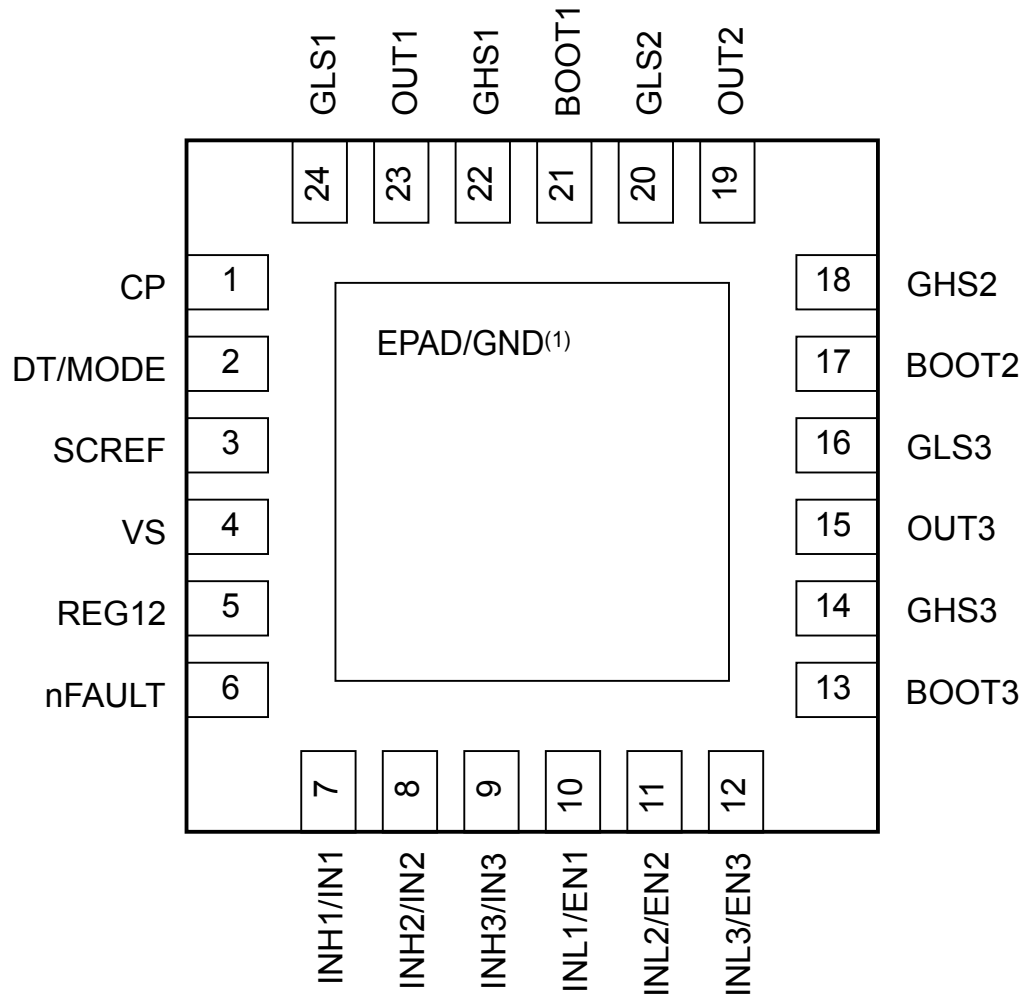 GLS1
OUT1
GHS1
BOOT1
GLS2
OUT2
24
23
22
21
20
19
CP
1
DT/MODE
2
SCREF
3
VS
4
REG12
5
nFAULT
6
EPAD/GND(1)
18
GHS2
17
BOOT2
16
GLS3
15
OUT3
14
GHS3
13
BOOT3
7
8
9
10
11
12
INH1/IN1
INH2/IN2
INH3/IN3
INL1/EN1
INL2/EN2
INL3/EN3